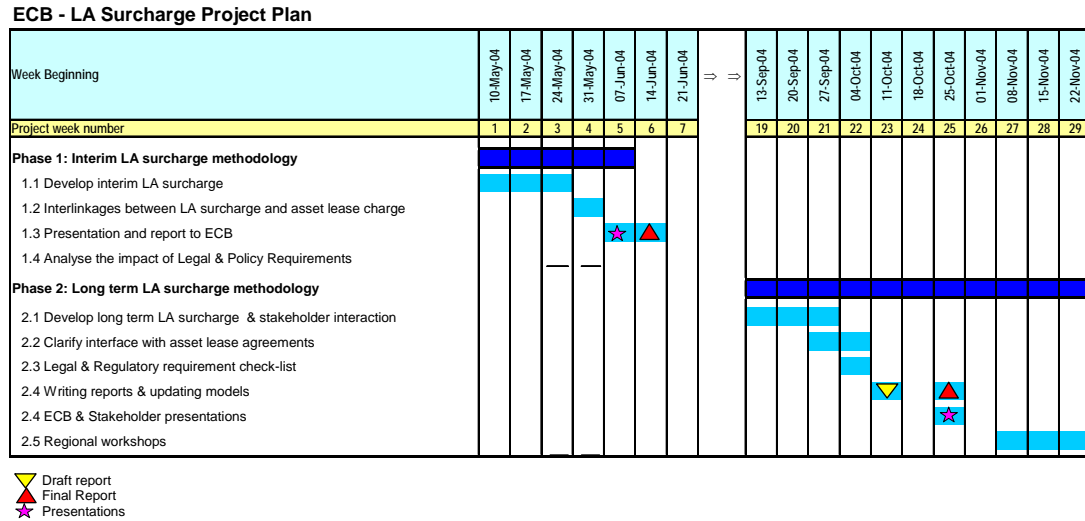 ECB - LA Surcharge Project Plan
Week Beginning 10-May-04 17-May-04 24-May-04 31-May-04 07-Jun-04 14-Jun-04 21-Jun-04 ⇒ ⇒ 13-Sep-04 20-Sep-04 27-Sep-04 04-Oct-04 11-Oct-04 18-Oct-04 25-Oct-04 01-Nov-04 08-Nov-04 15-Nov-04 22-Nov-04
Project week number 1 2 3 4 5 6 7 19 20 21 22 23 24 25 26 27 28 29
Phase 1: Interim LA surcharge methodology
1.1 Develop interim LA surcharge
1.2 Interlinkages between LA surcharge and asset lease charge
1.3 Presentation and report to ECB
1.4 Analyse the impact of Legal & Policy Requirements
Phase 2: Long term LA surcharge methodology
2.1 Develop long term LA surcharge & stakeholder interaction
2.2 Clarify interface with asset lease agreements
2.3 Legal & Regulatory requirement check-list
2.4 Writing reports & updating models
2.4 ECB & Stakeholder presentations
2.5 Regional workshops
Draft report
Final Report
Presentations